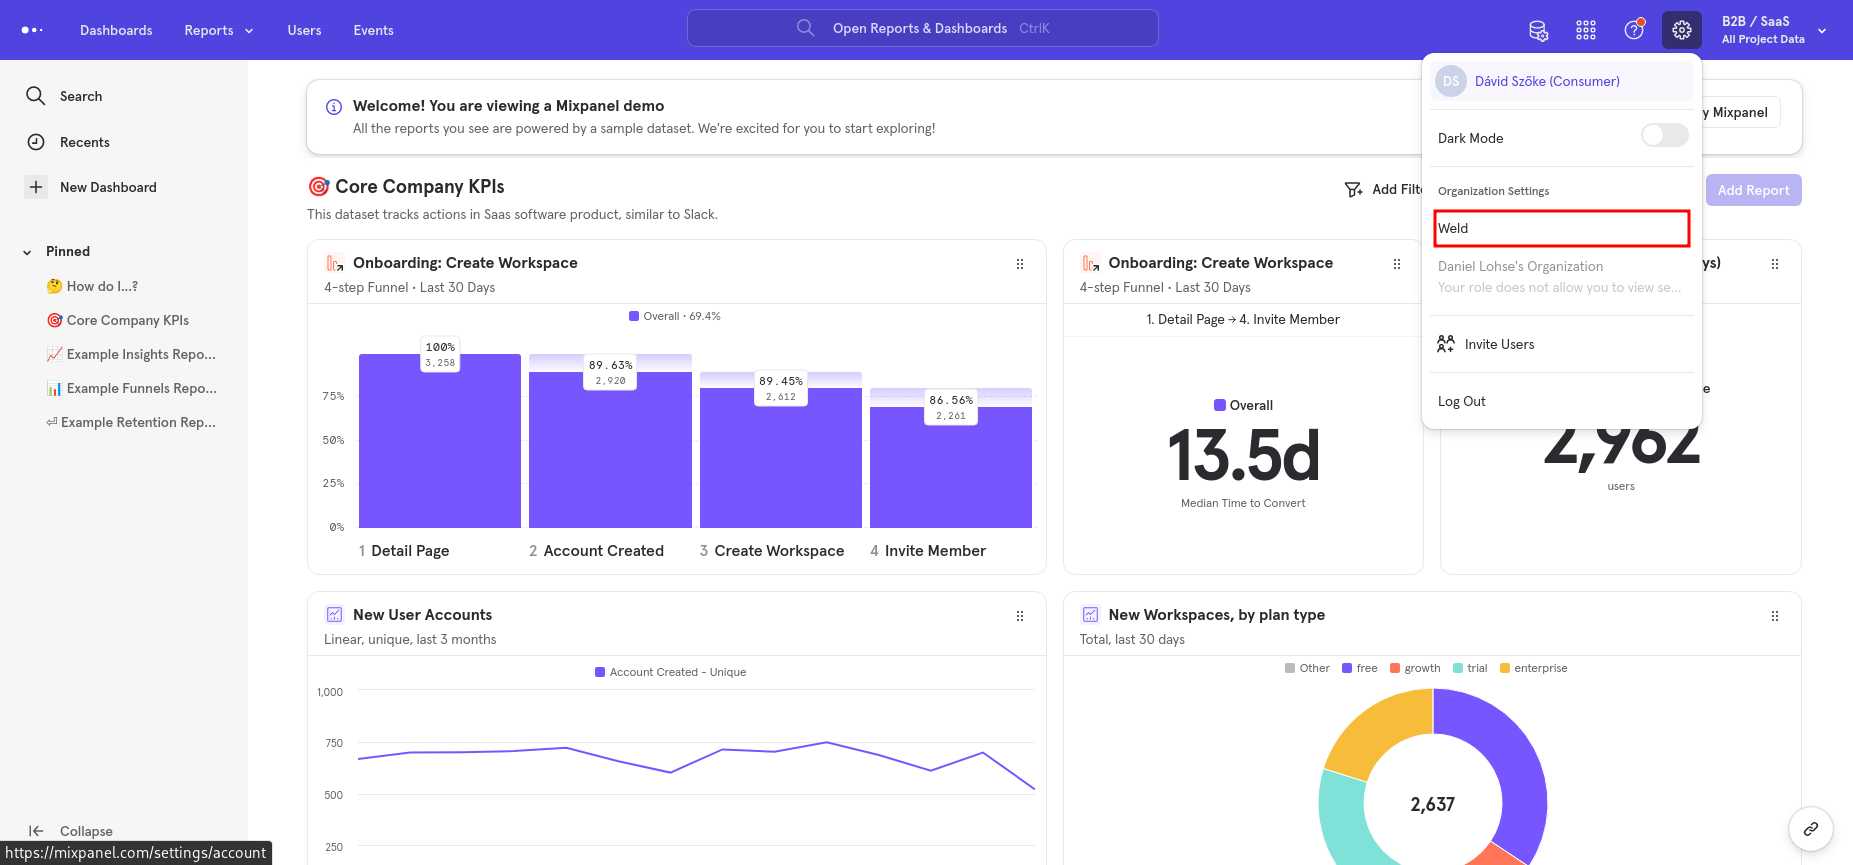 Dashboards
Reports
Users
Events
Open Reports & Dashboards CtrlK
B2B / SaaS
All Project Data
Search
Recents
New Dashboard
Pinned
🤔 How do I...?
🎯 Core Company KPIs
📈 Example Insights Repo...
📊 Example Funnels Repo...
⏎ Example Retention Rep...
Collapse
https://mixpanel.com/settings/account
Welcome! You are viewing a Mixpanel demo
All the reports you see are powered by a sample dataset. We're excited for you to start exploring!
y Mixpanel
🎯 Core Company KPIs
This dataset tracks actions in Saas software product, similar to Slack.
Add Filte
Add Report
DS Dávid Szőke (Consumer)
Dark Mode
Organization Settings
Weld
Daniel Lohse's Organization
Your role does not allow you to view se...
Invite Users
Log Out
Onboarding: Create Workspace
4-step Funnel • Last 30 Days
Overall • 69.4%
100%
3,258
89.63%
2,920
89.45%
2,612
86.56%
2,261
75%
50%
25%
0%
1 Detail Page
2 Account Created
3 Create Workspace
4 Invite Member
Onboarding: Create Workspace
4-step Funnel • Last 30 Days
1. Detail Page → 4. Invite Member
Overall
13.5d
Median Time to Convert
ys)
e
2,962
users
New User Accounts
Linear, unique, last 3 months
Account Created - Unique
1,000
750
500
250
New Workspaces, by plan type
Total, last 30 days
Other
free
growth
trial
enterprise
2,637